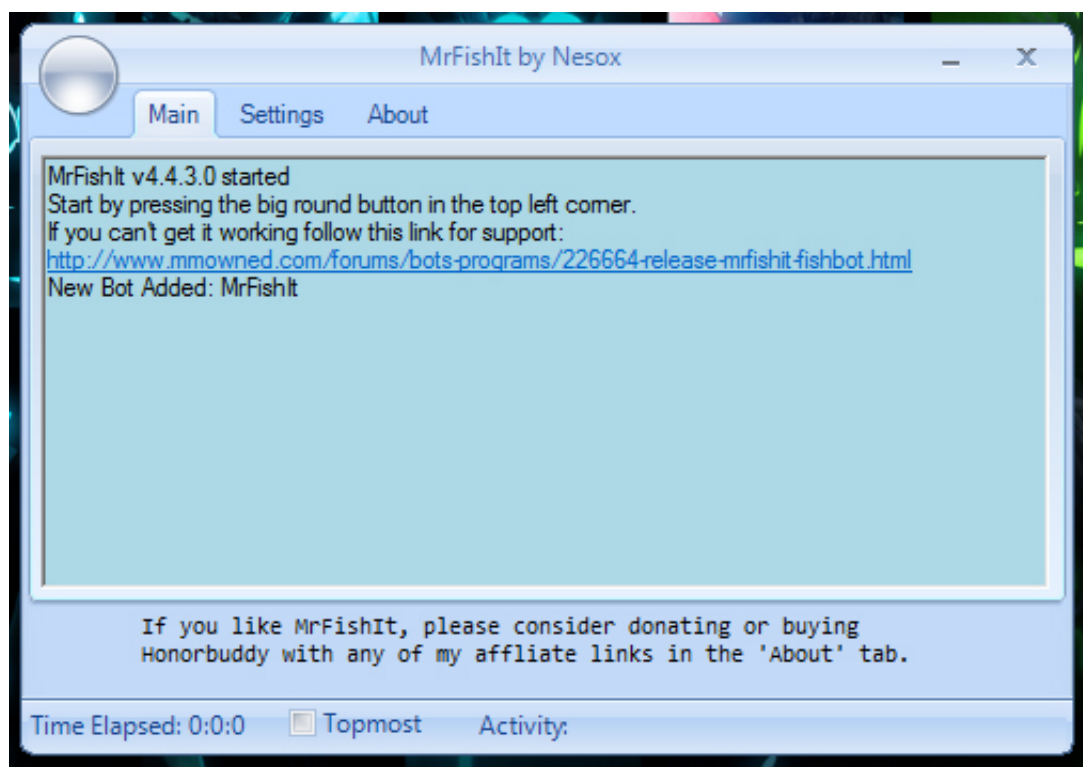 MrFishIt by Nesox
Main Settings About
MrFishIt v4.4.3.0 started
Start by pressing the big round button in the top left corner.
If you can't get it working follow this link for support:
http://www.mmowned.com/forums/bots-programs/226664-release-mrfishit-fishbot.html
New Bot Added: MrFishIt
If you like MrFishIt, please consider donating or buying
Honorbuddy with any of my affliate links in the 'About' tab.
Time Elapsed: 0:0:0 Topmost Activity: